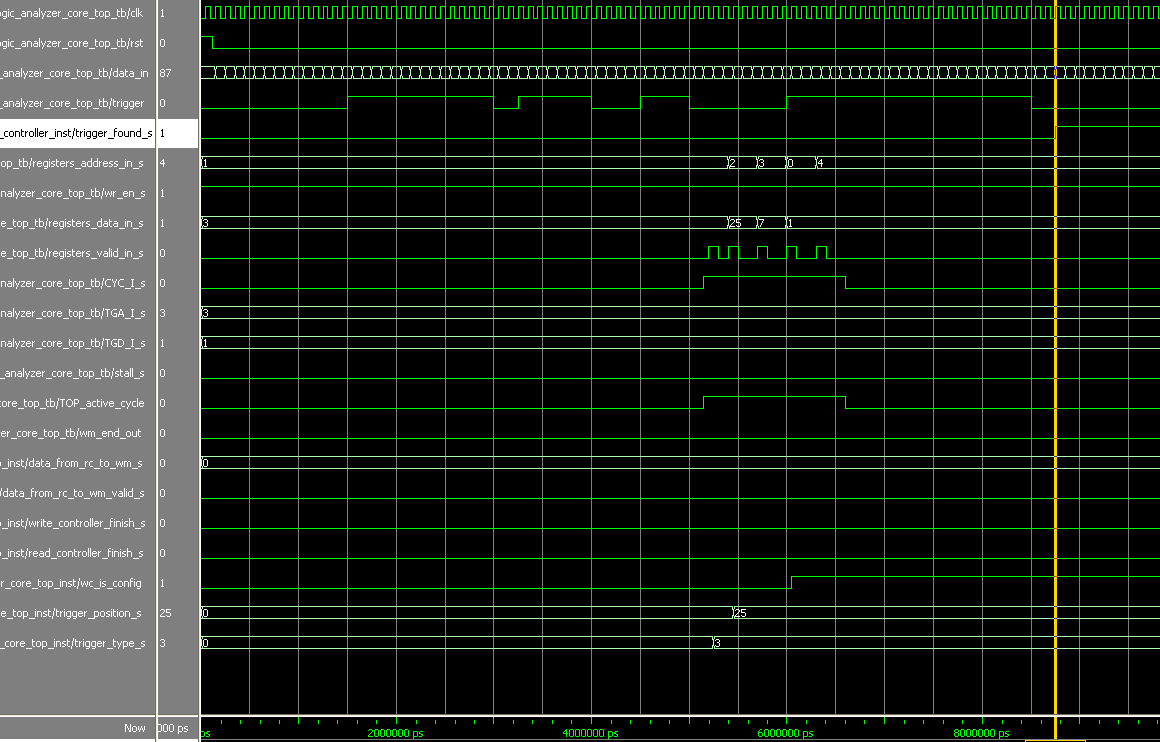 ogic_analyzer_core_top_tb/clk 1
ogic_analyzer_core_top_tb/rst 0
_analyzer_core_top_tb/data_in 87
_analyzer_core_top_tb/trigger 0
_controller_inst/trigger_found_s 1
op_tb/registers_address_in_s 4 1 2 3 0 4
nalyzer_core_top_tb/wr_en_s 1
e_top_tb/registers_data_in_s 1 3 25 7 1
e_top_tb/registers_valid_in_s 0
nalyzer_core_top_tb/CYC_I_s 0
nalyzer_core_top_tb/TGA_I_s 3 3
nalyzer_core_top_tb/TGD_I_s 1 1
_analyzer_core_top_tb/stall_s 0
core_top_tb/TOP_active_cycle 0
er_core_top_tb/wm_end_out 0
o_inst/data_from_rc_to_wm_s 0 0
/data_from_rc_to_wm_valid_s 0
o_inst/write_controller_finish_s 0
o_inst/read_controller_finish_s 0
r_core_top_inst/wc_is_config 1
e_top_inst/trigger_position_s 25 0 25
_core_top_inst/trigger_type_s 3 0 3
Now 000 ps ps 2000000 ps 4000000 ps 6000000 ps 8000000 ps